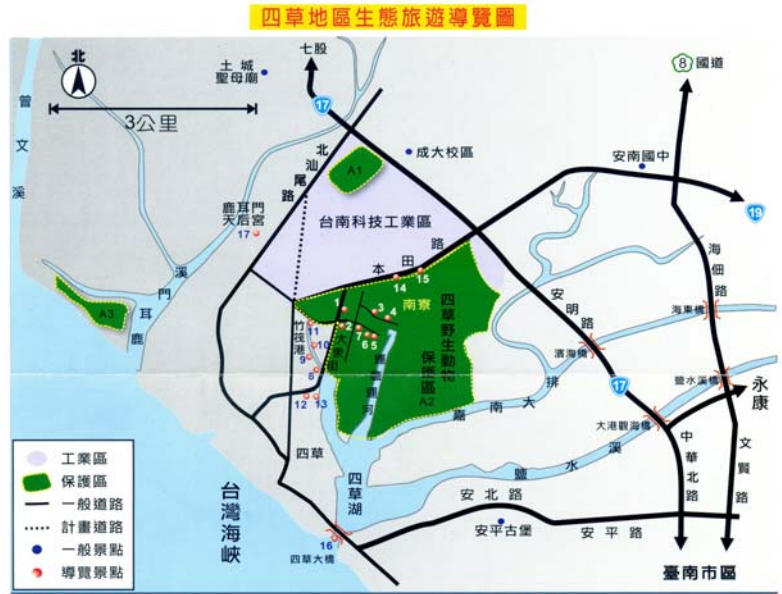 四草地區生態旅遊導覽圖
北
3公里
七股
17
土城
聖母廟
曾文溪
8 國道
成大校區
安南國中
19
北汕尾路
A1
台南科技工業區
鹿耳門
天后宮
17
鹿耳門溪
本田路
14
15
海佃路
A3
南寮
四草野生動物
保護區
A2
1
2
3
4
5
6
7
8
9
10
11
12
13
竹筏港
大眾街
安明路
海東橋
濱海橋
17
鹽水溪橋
永康
嘉南大排
大港觀海橋
鹽水溪
中華北路
文賢路
四草
四草湖
台灣海峽
安北路
安平古堡
安平路
16
四草大橋
臺南市區
工業區
保護區
一般道路
計畫道路
一般景點
導覽景點